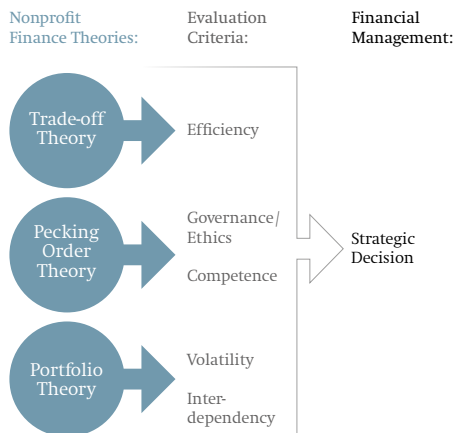 Nonprofit
Finance Theories:
Evaluation
Criteria:
Financial
Management:
Trade-off
Theory
Efficiency
Pecking
Order
Theory
Governance/
Ethics
Competence
Strategic
Decision
Portfolio
Theory
Volatility
Inter-
dependency